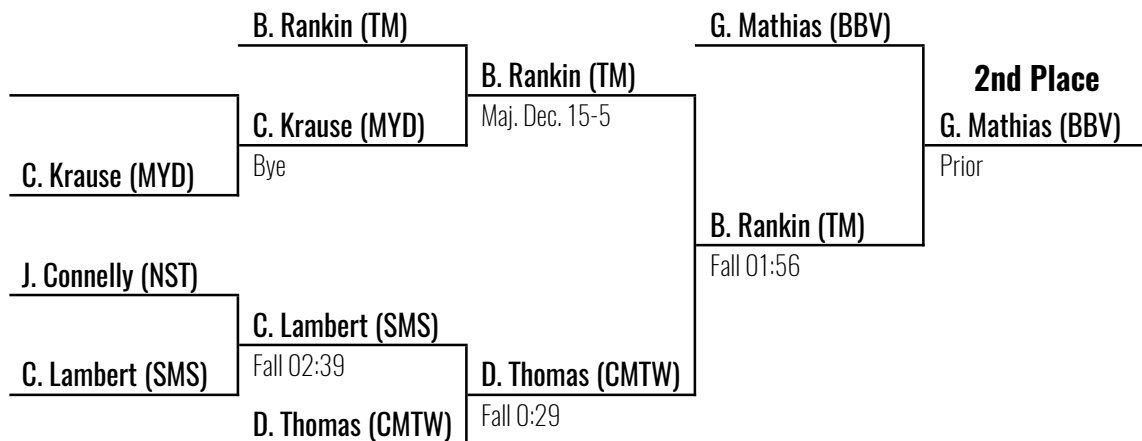 B. Rankin (TM)
G. Mathias (BBV)
B. Rankin (TM)
2nd Place
Maj. Dec. 15-5
C. Krause (MYD)
G. Mathias (BBV)
Bye
Prior
C. Krause (MYD)
B. Rankin (TM)
Fall 01:56
J. Connelly (NST)
C. Lambert (SMS)
Fall 02:39
C. Lambert (SMS)
D. Thomas (CMTW)
Fall 0:29
D. Thomas (CMTW)